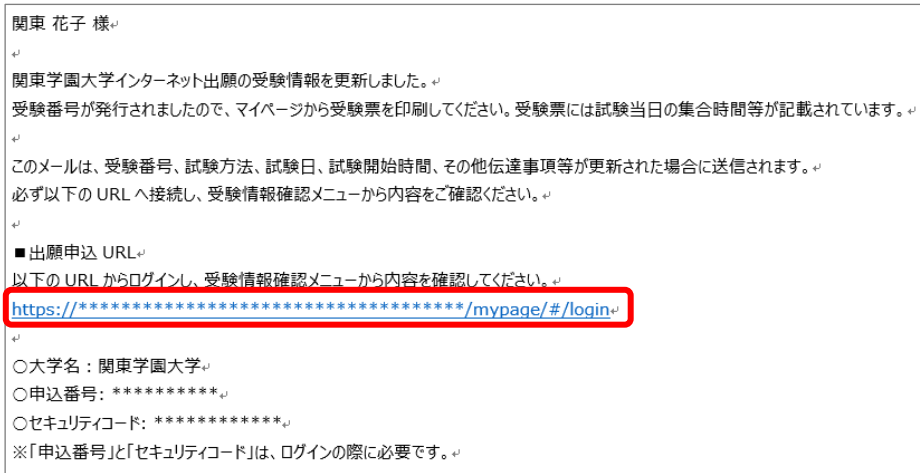 関東 花子 様
関東学園大学インターネット出願の受験情報を更新しました。
受験番号が発行されましたので、マイページから受験票を印刷してください。受験票には試験当日の集合時間等が記載されています。
このメールは、受験番号、試験方法、試験日、試験開始時間、その他伝達事項等が更新された場合に送信されます。
必ず以下の URL へ接続し、受験情報確認メニューから内容をご確認ください。
■出願申込 URL
以下の URL からログインし、受験情報確認メニューから内容を確認してください。
https://************************************/mypage/#/login
○大学名：関東学園大学
○申込番号: **********
○セキュリティコード: ************
※「申込番号」と「セキュリティコード」は、ログインの際に必要です。